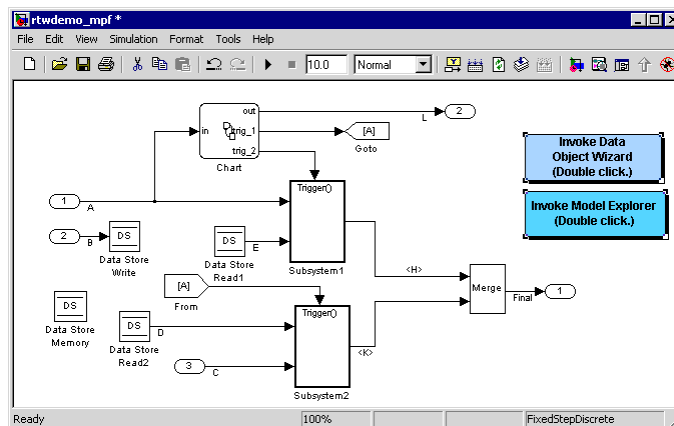 rtwdemo_mpf *
File Edit View Simulation Format Tools Help
10.0 Normal
out
in trig_1
trig_2
Chart
L
2
[A]
Goto
Invoke Data
Object Wizard
(Double click.)
Invoke Model Explorer
(Double click.)
1
A
Trigger()
2
B
DS
Data Store
Write
DS
E
Data Store
Read1
Subsystem1
<H>
[A]
From
Merge
Final
1
DS
Data Store
Memory
DS
D
Data Store
Read2
Trigger()
<K>
3
C
Subsystem2
Ready 100% FixedStepDiscrete